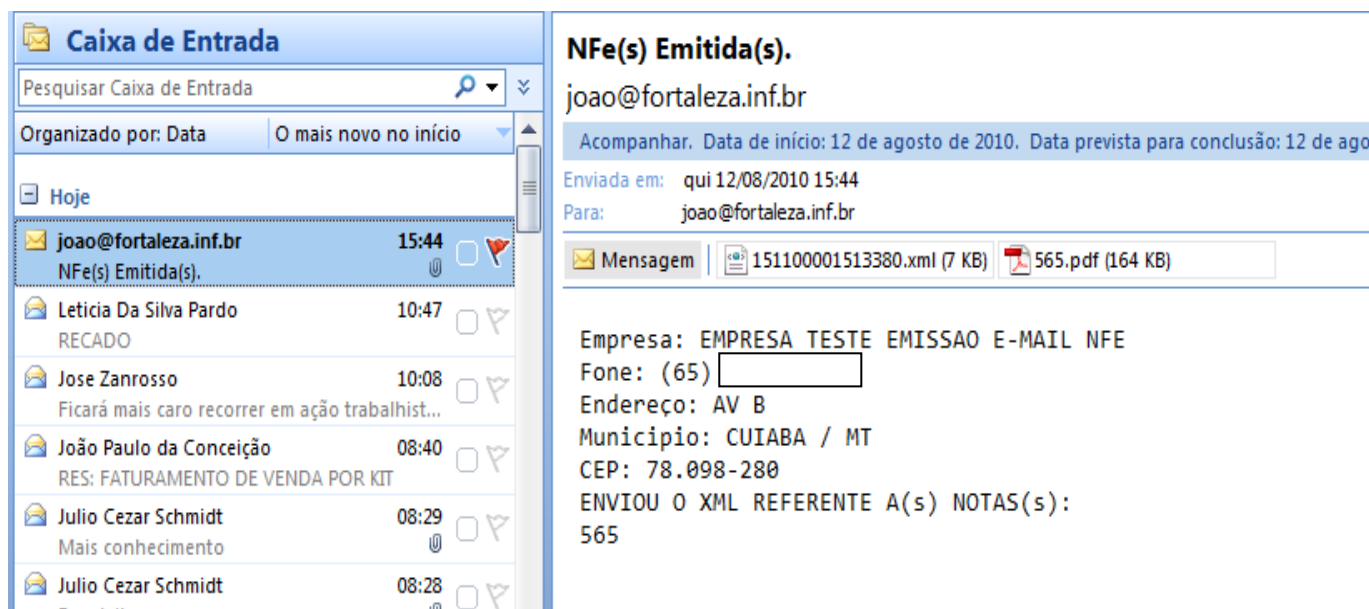 Caixa de Entrada
Pesquisar Caixa de Entrada
Organizado por: Data O mais novo no início
Hoje
joao@fortaleza.inf.br 15:44
NFe(s) Emitida(s).
Leticia Da Silva Pardo 10:47
RECADO
Jose Zanrosso 10:08
Ficará mais caro recorrer em ação trabalhist...
João Paulo da Conceição 08:40
RES: FATURAMENTO DE VENDA POR KIT
Julio Cezar Schmidt 08:29
Mais conhecimento
Julio Cezar Schmidt 08:28
NFe(s) Emitida(s).
joao@fortaleza.inf.br
Acompanhar. Data de início: 12 de agosto de 2010. Data prevista para conclusão: 12 de ago
Enviada em: qui 12/08/2010 15:44
Para: joao@fortaleza.inf.br
Mensagem 151100001513380.xml (7 KB) 565.pdf (164 KB)
Empresa: EMPRESA TESTE EMISSAO E-MAIL NFE
Fone: (65)
Endereço: AV B
Municipio: CUIABA / MT
CEP: 78.098-280
ENVIOU O XML REFERENTE A(s) NOTAS(s):
565